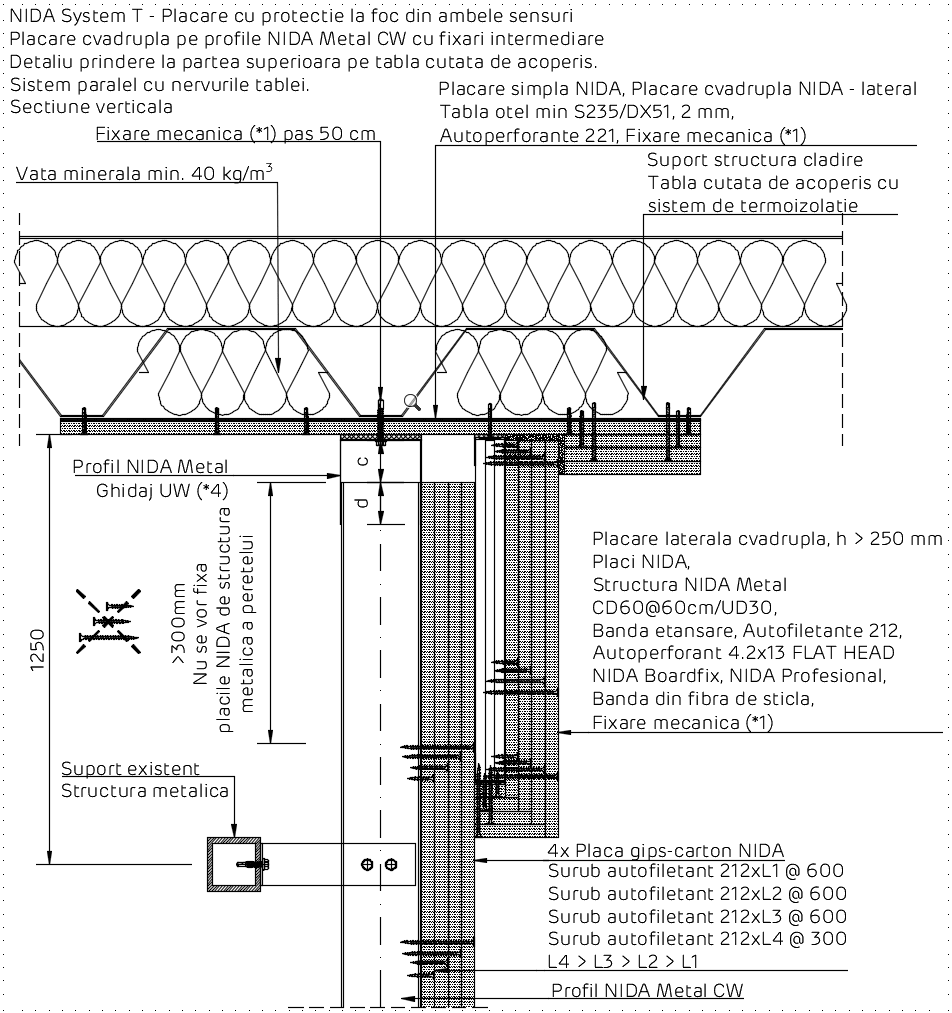 NIDA System T - Placare cu protectie la foc din ambele sensuri
Placare cvadrupla pe profile NIDA Metal CW cu fixari intermediare
Detaliu prindere la partea superioara pe tabla cutata de acoperis.
Sistem paralel cu nervurile tablei.
Sectiune verticala
Placare simpla NIDA, Placare cvadrupla NIDA - lateral
Tabla otel min S235/DX51, 2 mm,
Autoperforante 221, Fixare mecanica (*1)
Fixare mecanica (*1) pas 50 cm
Suport structura cladire
Tabla cutata de acoperis cu
sistem de termoizolatie
Vata minerala min. 40 kg/m³
Profil NIDA Metal
Ghidaj UW (*4)
c
d
>300mm
Nu se vor fixa
placile NIDA de structura
metalica a peretelui
1250
Placare laterala cvadrupla, h > 250 mm
Placi NIDA,
Structura NIDA Metal
CD60@60cm/UD30,
Banda etansare, Autofiletante 212,
Autoperforant 4.2x13 FLAT HEAD
NIDA Boardfix, NIDA Profesional,
Banda din fibra de sticla,
Fixare mecanica (*1)
Suport existent
Structura metalica
4x Placa gips-carton NIDA
Surub autofiletant 212xL1 @ 600
Surub autofiletant 212xL2 @ 600
Surub autofiletant 212xL3 @ 600
Surub autofiletant 212xL4 @ 300
L4 > L3 > L2 > L1
Profil NIDA Metal CW